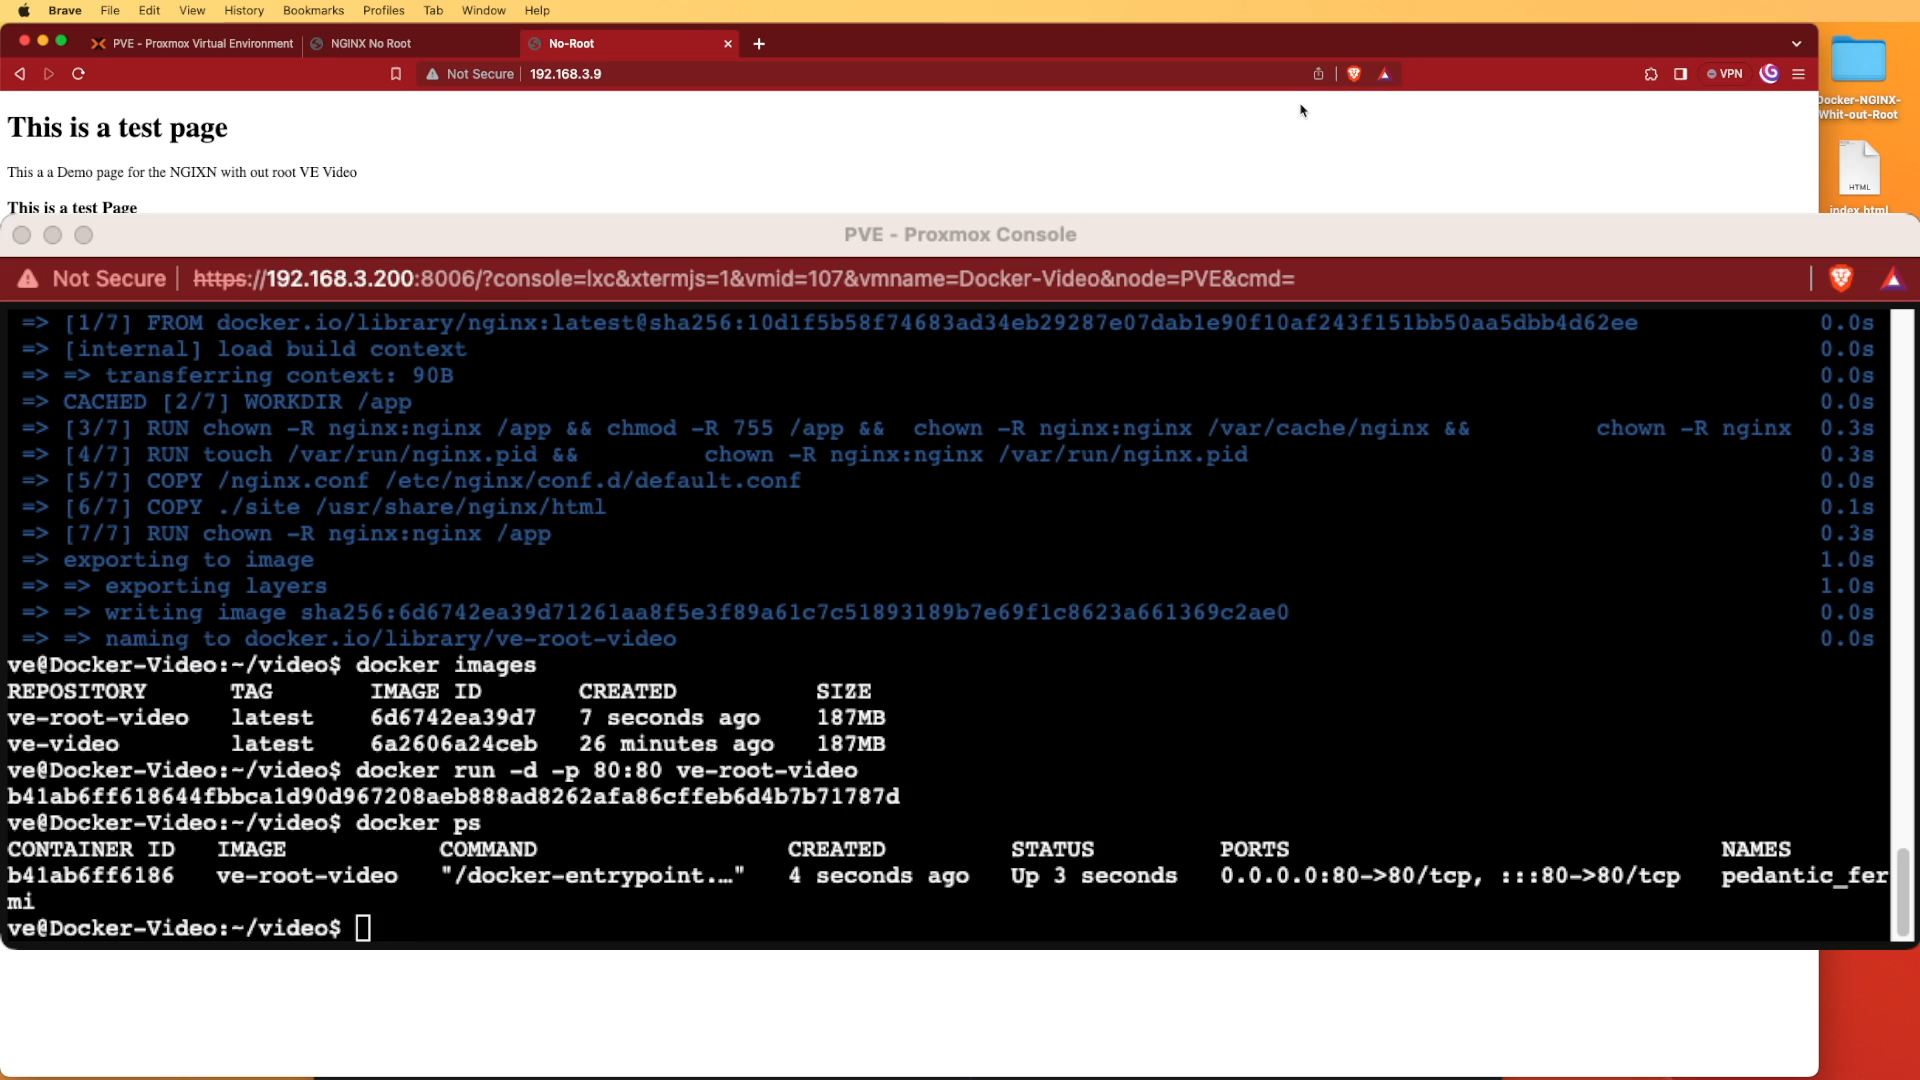 Brave File Edit View History Bookmarks Profiles Tab Window Help
PVE - Proxmox Virtual Environment NGINX No Root No-Root
Not Secure 192.168.3.9 VPN
Docker-NGINX-
Whit-out-Root
HTML
index.html
This is a test page
This a a Demo page for the NGIXN with out root VE Video
This is a test Page
PVE - Proxmox Console
Not Secure https://192.168.3.200:8006/?console=lxc&xtermjs=1&vmid=107&vmname=Docker-Video&node=PVE&cmd=
=> [1/7] FROM docker.io/library/nginx:latest@sha256:10d1f5b58f74683ad34eb29287e07dab1e90f10af243f151bb50aa5dbb4d62ee 0.0s
=> [internal] load build context 0.0s
=> => transferring context: 90B 0.0s
=> CACHED [2/7] WORKDIR /app 0.0s
=> [3/7] RUN chown -R nginx:nginx /app && chmod -R 755 /app && chown -R nginx:nginx /var/cache/nginx && chown -R nginx 0.3s
=> [4/7] RUN touch /var/run/nginx.pid && chown -R nginx:nginx /var/run/nginx.pid 0.3s
=> [5/7] COPY /nginx.conf /etc/nginx/conf.d/default.conf 0.0s
=> [6/7] COPY ./site /usr/share/nginx/html 0.1s
=> [7/7] RUN chown -R nginx:nginx /app 0.3s
=> exporting to image 1.0s
=> => exporting layers 1.0s
=> => writing image sha256:6d6742ea39d71261aa8f5e3f89a61c7c51893189b7e69f1c8623a661369c2ae0 0.0s
=> => naming to docker.io/library/ve-root-video 0.0s
ve@Docker-Video:~/video$ docker images
REPOSITORY TAG IMAGE ID CREATED SIZE
ve-root-video latest 6d6742ea39d7 7 seconds ago 187MB
ve-video latest 6a2606a24ceb 26 minutes ago 187MB
ve@Docker-Video:~/video$ docker run -d -p 80:80 ve-root-video
b41ab6ff618644fbbca1d90d967208aeb888ad8262afa86cffeb6d4b7b71787d
ve@Docker-Video:~/video$ docker ps
CONTAINER ID IMAGE COMMAND CREATED STATUS PORTS NAMES
b41ab6ff6186 ve-root-video "/docker-entrypoint.…" 4 seconds ago Up 3 seconds 0.0.0.0:80->80/tcp, :::80->80/tcp pedantic_fer
mi
ve@Docker-Video:~/video$